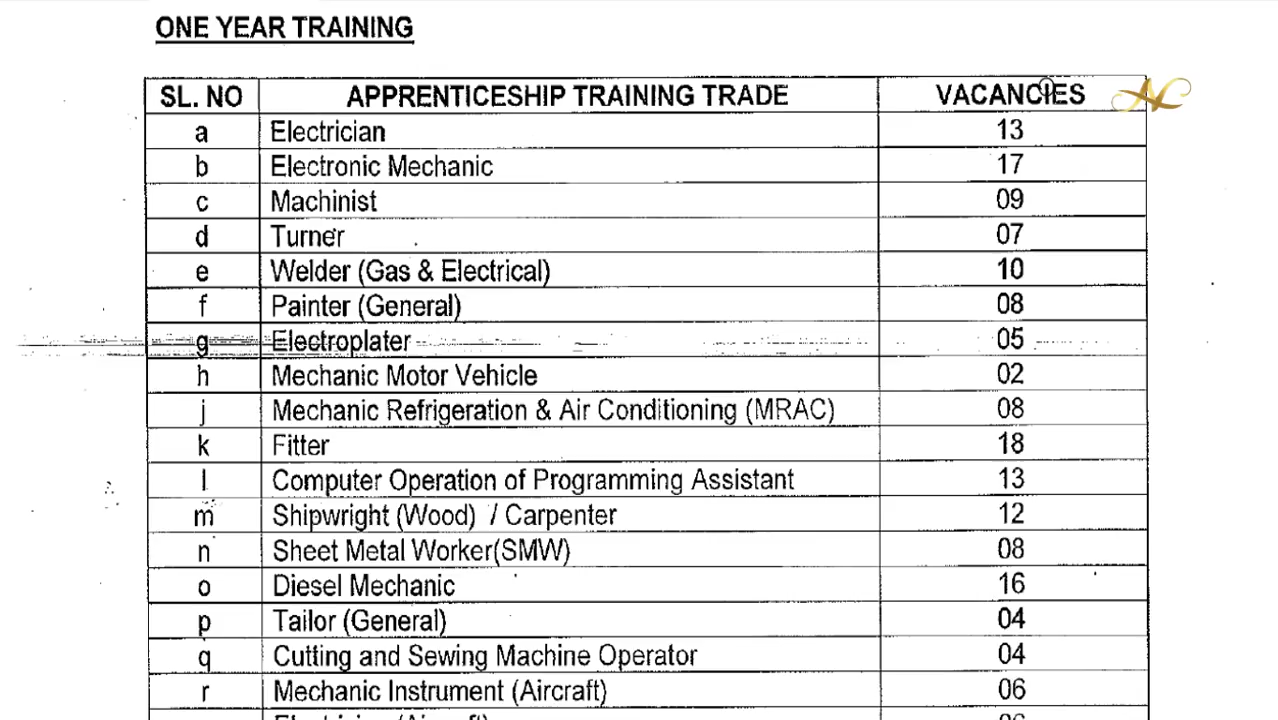 ONE YEAR TRAINING
SL. NO APPRENTICESHIP TRAINING TRADE VACANCIES
a Electrician 13
b Electronic Mechanic 17
c Machinist 09
d Turner 07
e Welder (Gas & Electrical) 10
f Painter (General) 08
g Electroplater 05
h Mechanic Motor Vehicle 02
j Mechanic Refrigeration & Air Conditioning (MRAC) 08
k Fitter 18
l Computer Operation of Programming Assistant 13
m Shipwright (Wood) / Carpenter 12
n Sheet Metal Worker(SMW) 08
o Diesel Mechanic 16
p Tailor (General) 04
q Cutting and Sewing Machine Operator 04
r Mechanic Instrument (Aircraft) 06